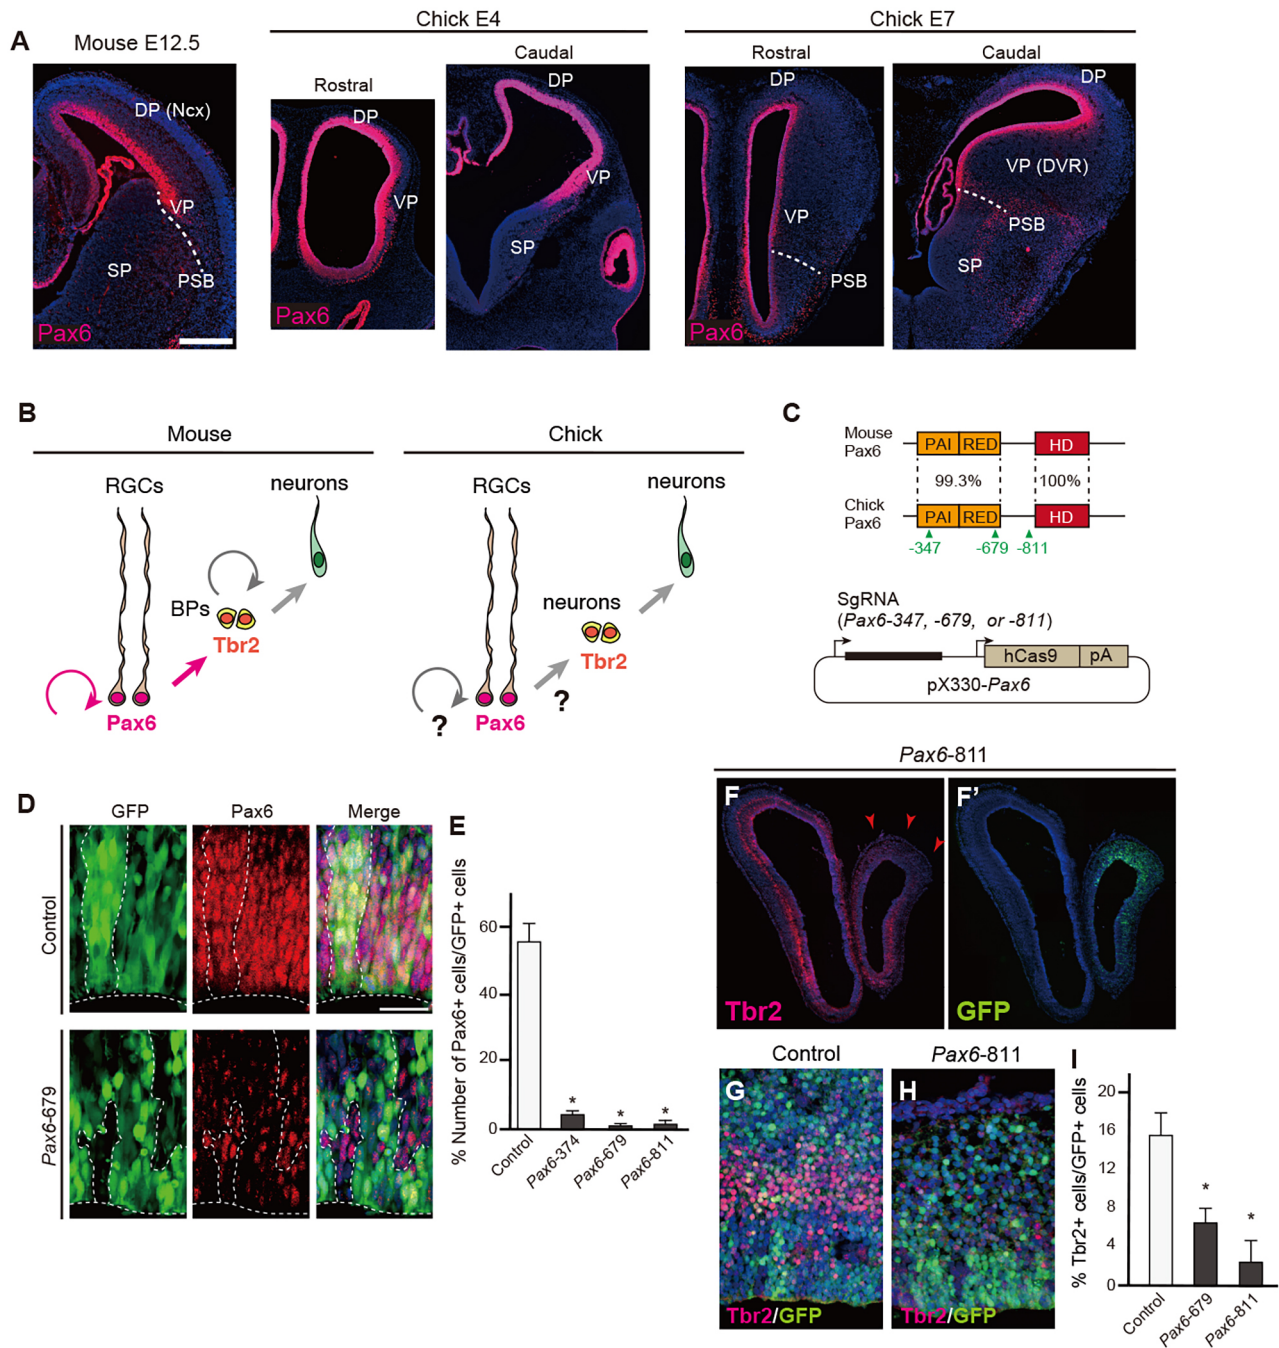 A
Mouse E12.5
Chick E4
Chick E7
Rostral
Caudal
Rostral
Caudal
DP (Ncx)
VP
SP
PSB
Pax6
DP
VP
Pax6
DP
VP
SP
DP
VP
PSB
Pax6
DP
VP (DVR)
PSB
SP
B
Mouse
Chick
RGCs
neurons
BPs
Tbr2
Pax6
RGCs
neurons
neurons
Tbr2
?
?
Pax6
C
Mouse
Pax6
PAI RED HD
99.3% 100%
Chick
Pax6
PAI RED HD
-347 -679 -811
SgRNA
(Pax6-347, -679, or -811)
hCas9 pA
pX330-Pax6
D
GFP Pax6 Merge
Control
Pax6-679
E
% Number of Pax6+ cells/GFP+ cells
60
40
20
0
* * *
Control Pax6-374 Pax6-679 Pax6-811
Pax6-811
F F’
Tbr2 GFP
Control Pax6-811
G H
Tbr2/GFP Tbr2/GFP
I
% Tbr2+ cells/GFP+ cells
20
16
12
8
4
0
* *
Control Pax6-679 Pax6-811